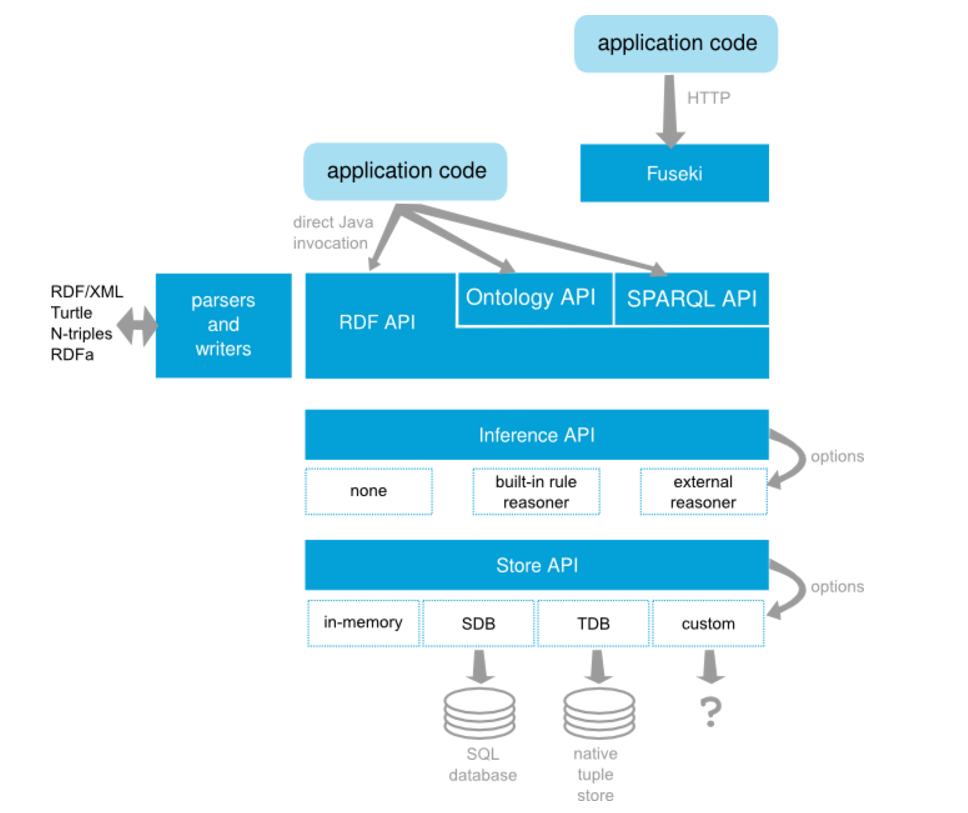 application code
HTTP
Fuseki
application code
direct Java
invocation
RDF/XML
Turtle
N-triples
RDFa
parsers
and
writers
RDF API
Ontology API
SPARQL API
Inference API
options
none
built-in rule
reasoner
external
reasoner
Store API
options
in-memory
SDB
TDB
custom
SQL
database
native
tuple
store
?